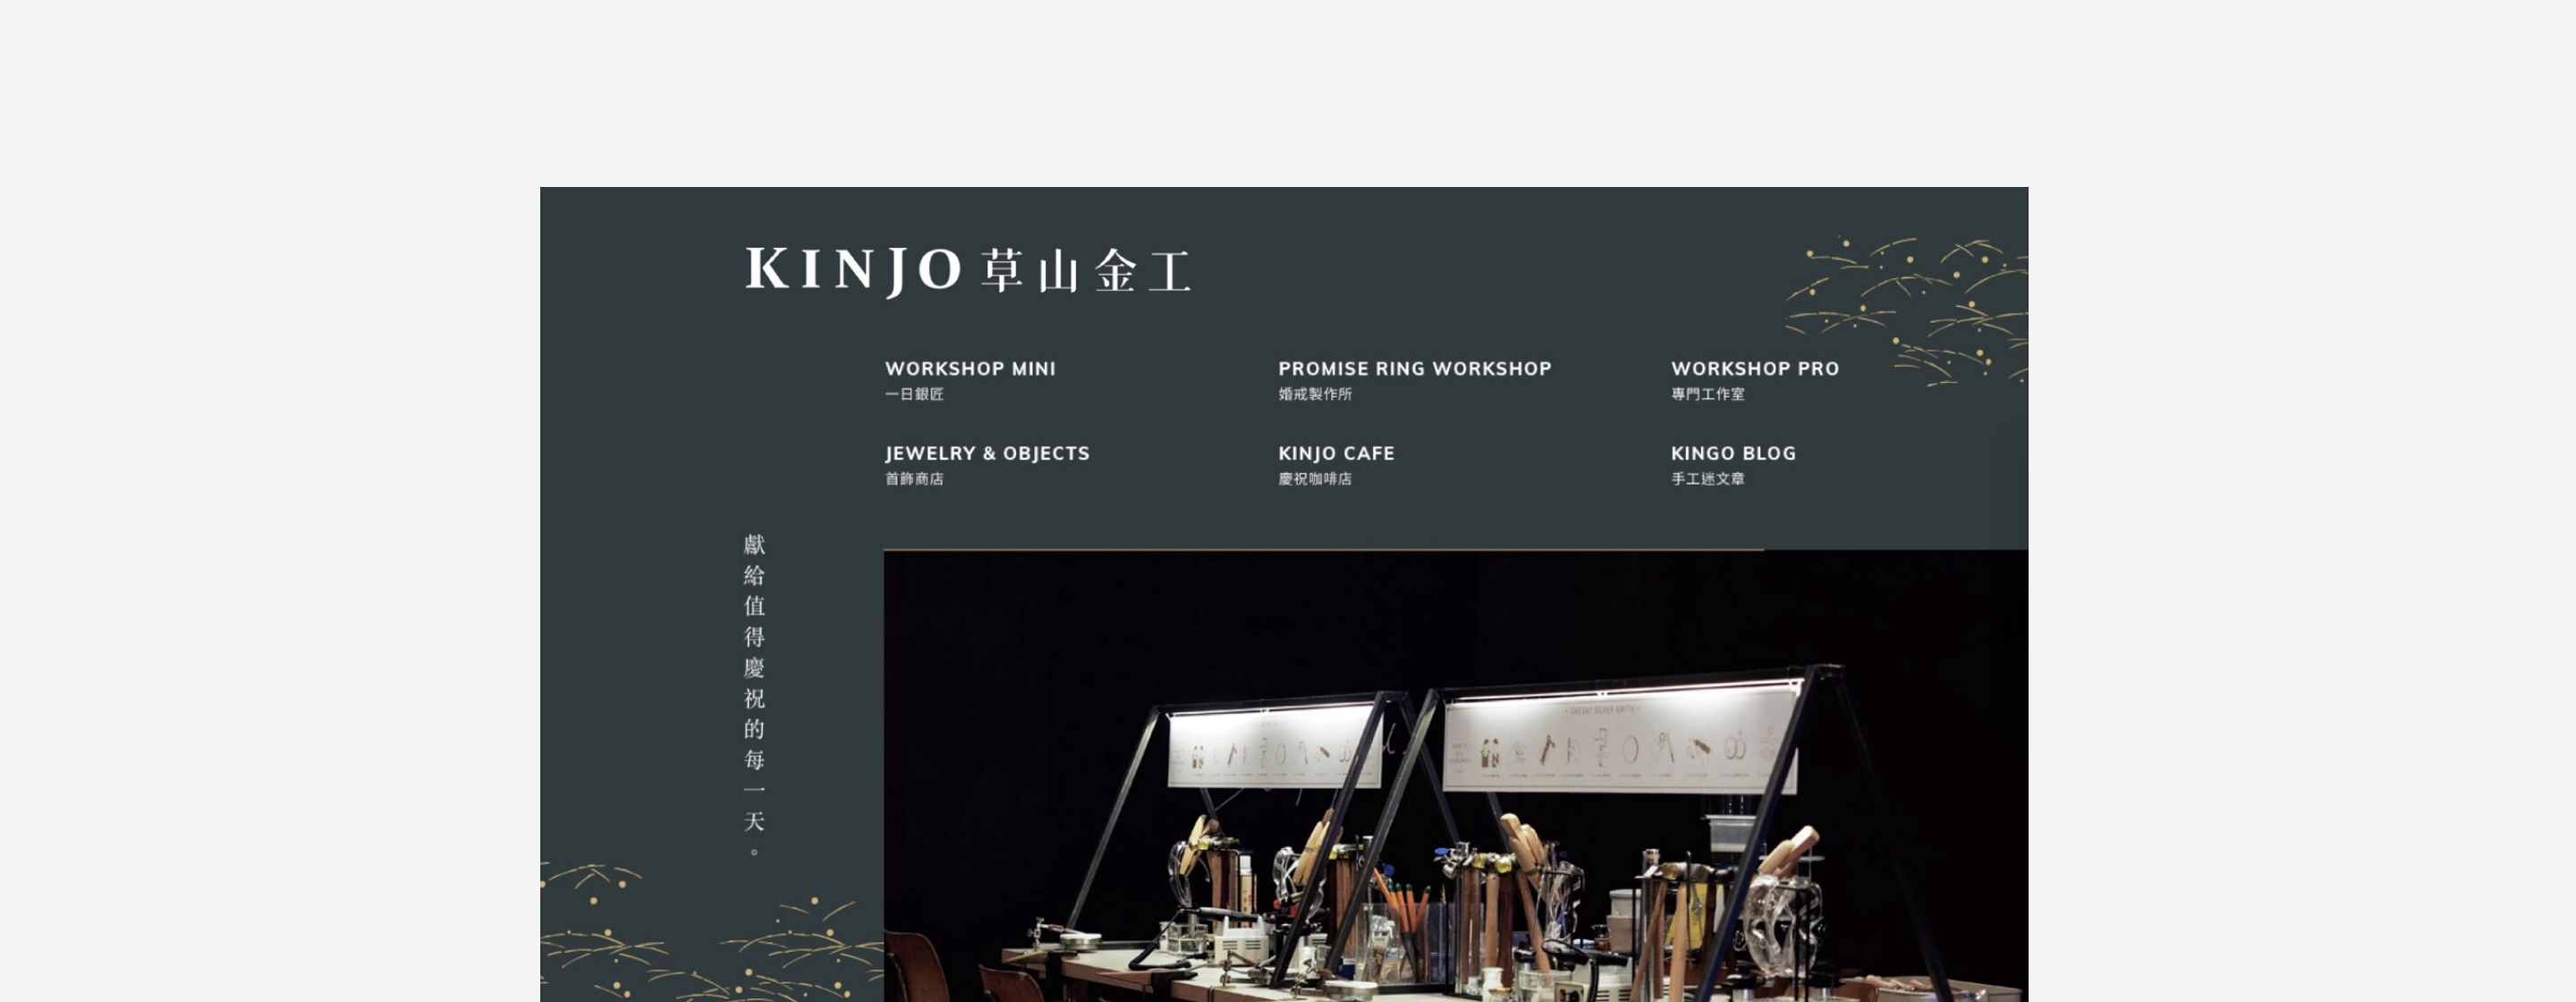 KINJO 草山金工
WORKSHOP MINI
一日銀匠
PROMISE RING WORKSHOP
婚戒製作所
WORKSHOP PRO
專門工作室
JEWELRY & OBJECTS
首飾商店
KINJO CAFE
慶祝咖啡店
KINGO BLOG
手工迷文章
獻給值得慶祝的每一天。